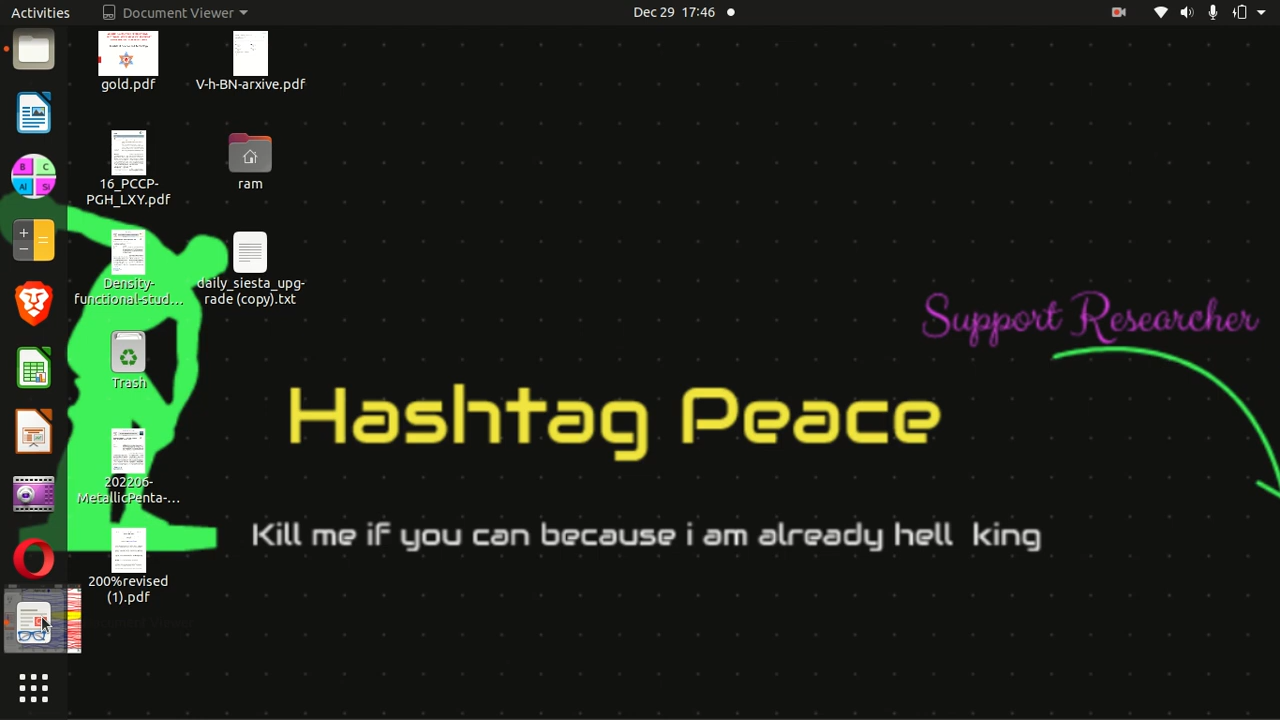 Activities
Document Viewer
Dec 29 17:46
gold.pdf
V-h-BN-arxive.pdf
16_PCCP-
PGH_LXY.pdf
ram
Density-
functional-stud...
daily_siesta_upg-
rade (copy).txt
Trash
202206-
MetallicPenta-...
200%revised
(1).pdf
B
C
Al
Si
Support Researcher
Hashtag Peace
Kill me if you can because i am already hell king